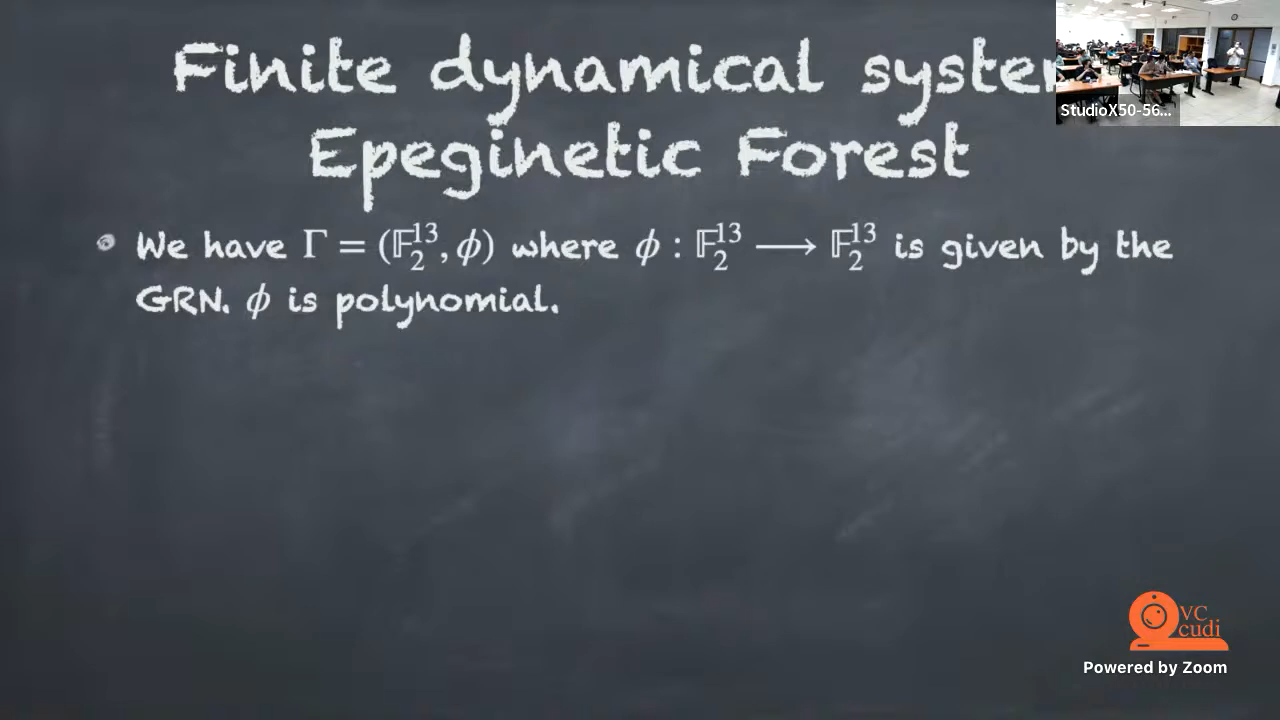 Finite dynamical syste
Epeginetic Forest
We have Γ = (𝔽₂¹³, ϕ) where ϕ : 𝔽₂¹³ ⟶ 𝔽₂¹³ is given by the
GRN. ϕ is polynomial.
StudioX50-56...
VC
cudi
Powered by Zoom